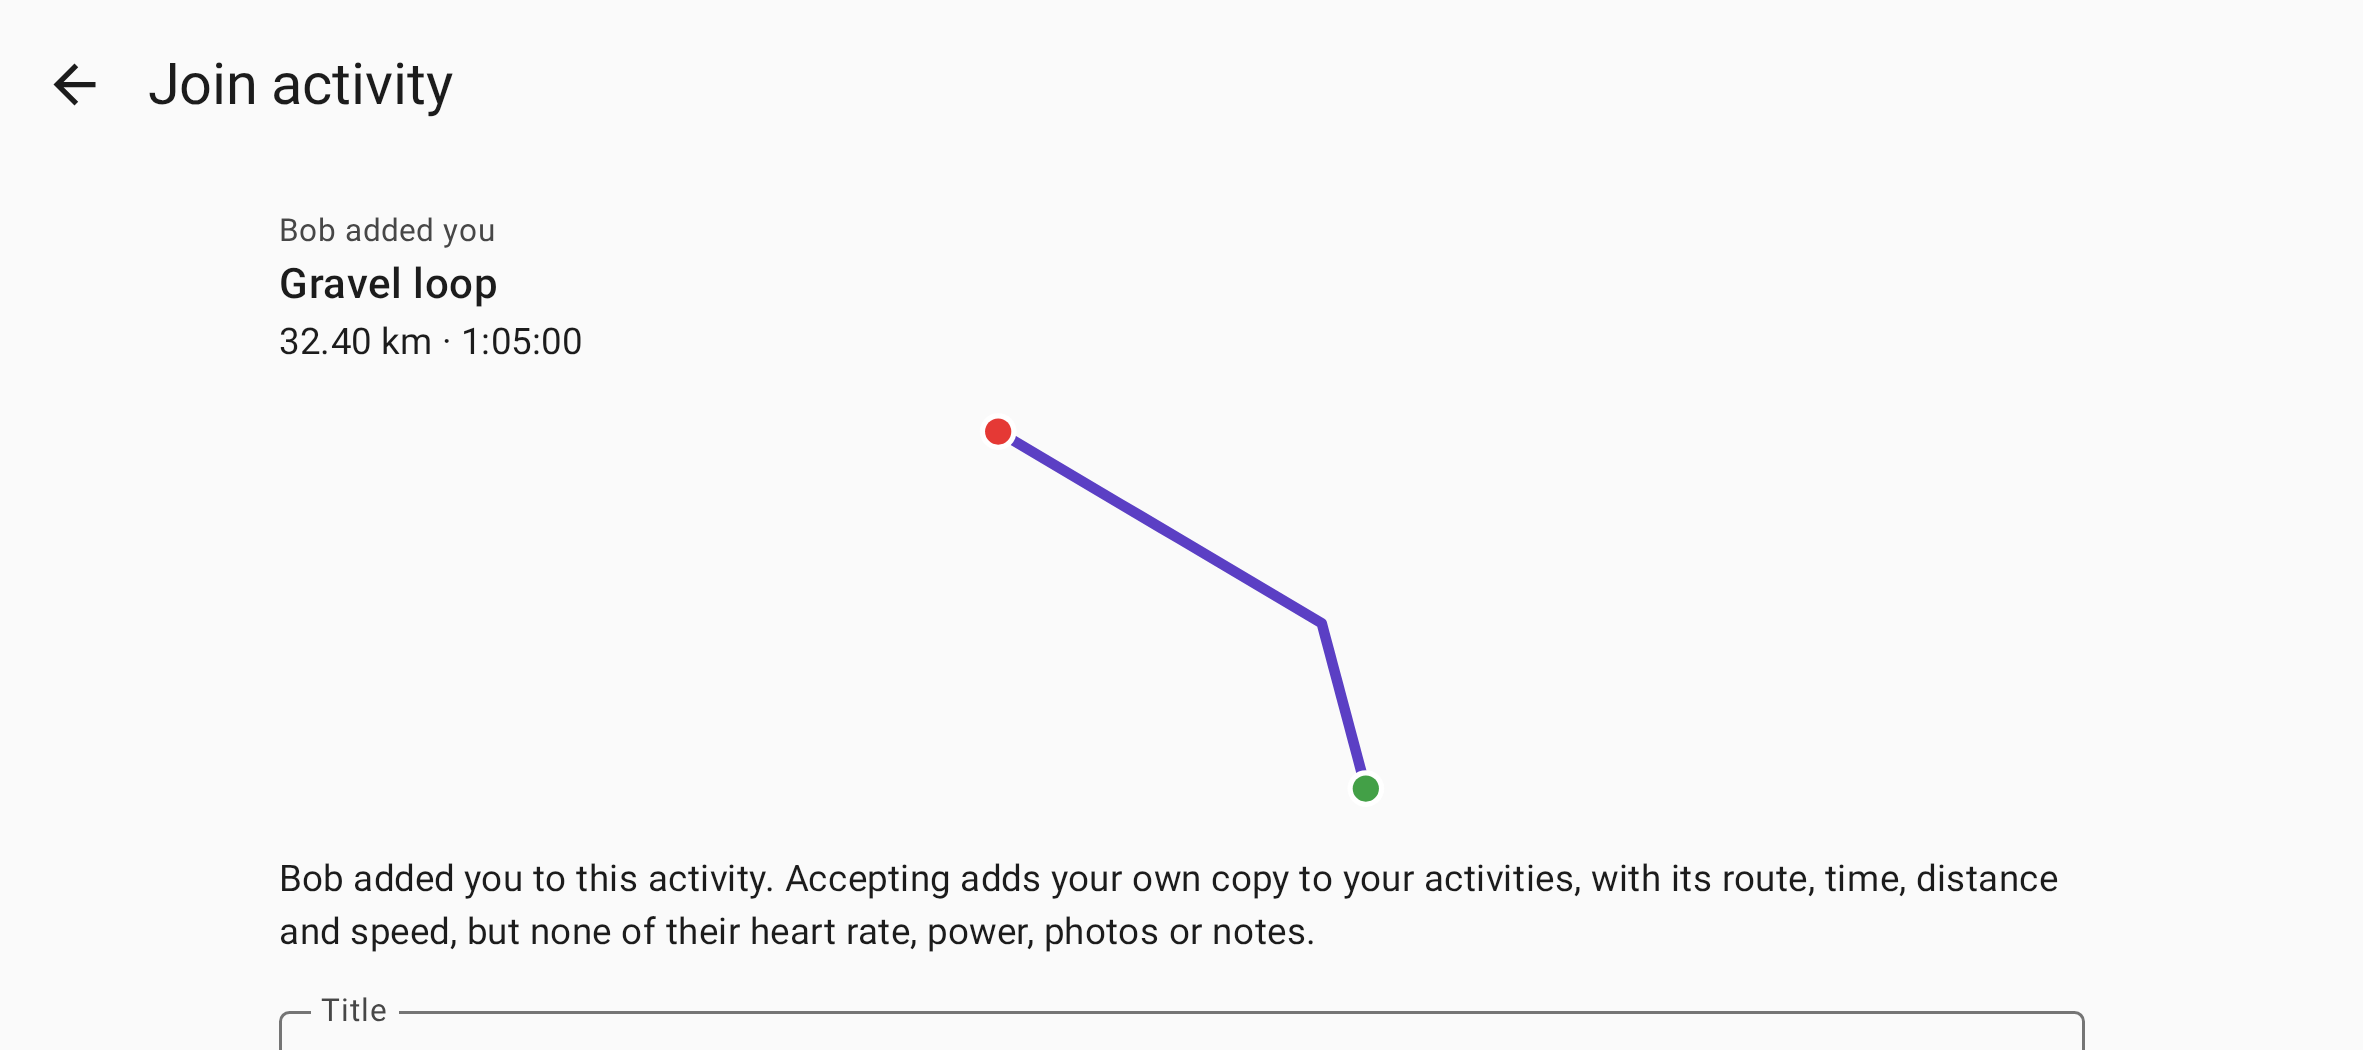 Join activity
Bob added you
Gravel loop
32.40 km · 1:05:00
Bob added you to this activity. Accepting adds your own copy to your activities, with its route, time, distance
and speed, but none of their heart rate, power, photos or notes.
Title